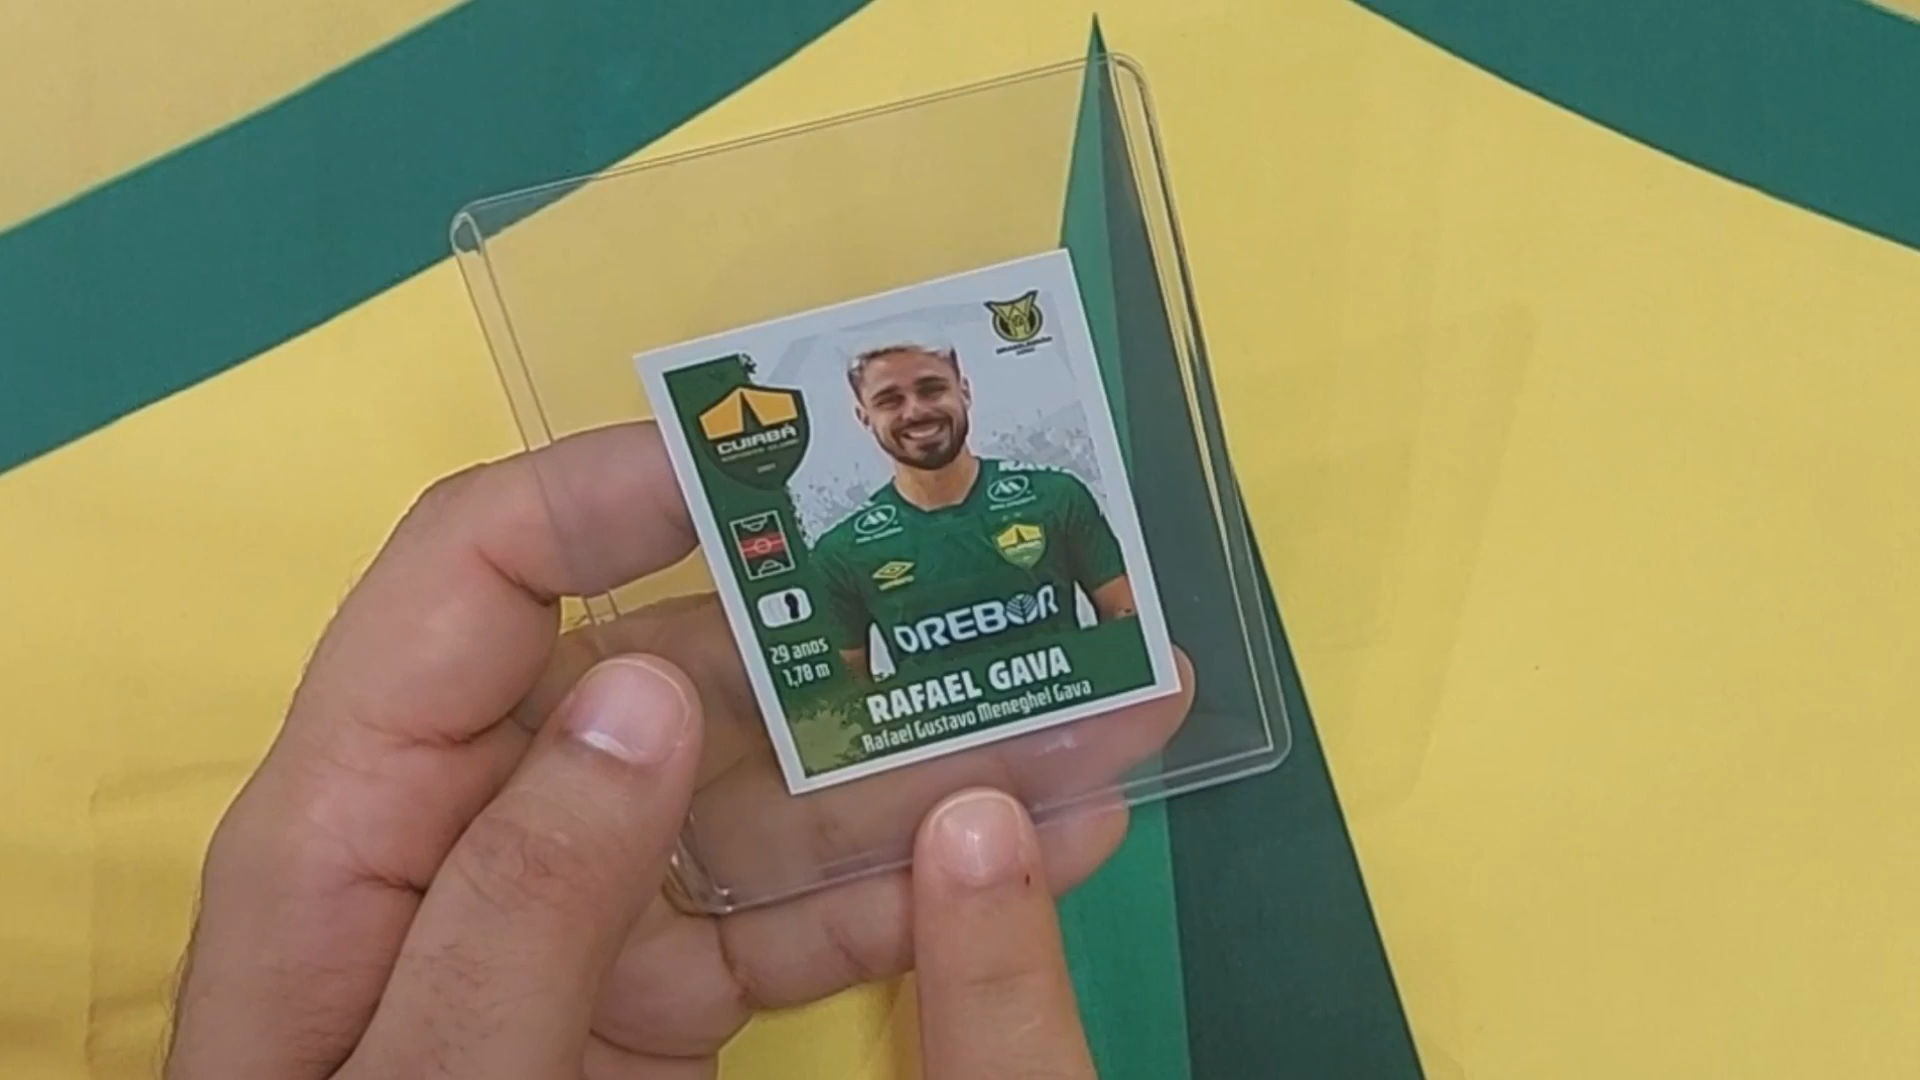 CUIABÁ
29 anos
1,78 m
DREBOR
RAFAEL GAVA
Rafael Gustavo Meneghel Gava